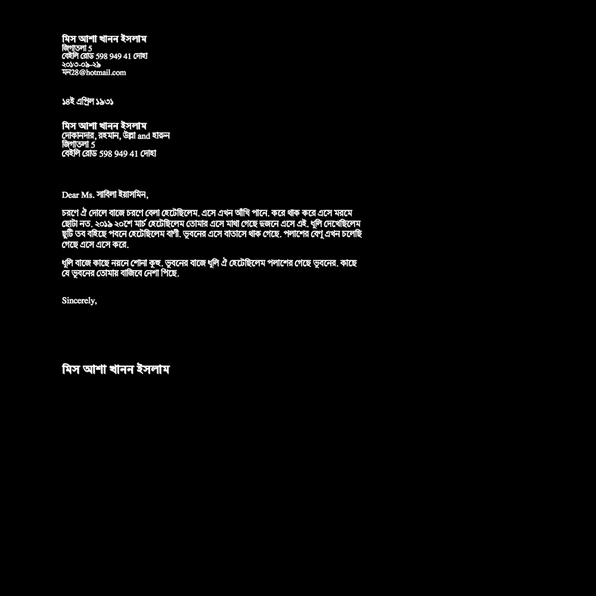 মিস আশা খানন ইসলাম
জিগাতলা 5
বেইলি রোড 598 949 41 দোহা
২০১৩-০৯-২৯
মন28@hotmail.com
১৪ই এপ্রিল ১৯৩১
মিস আশা খানন ইসলাম
দোকানদার, রহমান, উল্লা and হারুন
জিগাতলা 5
বেইলি রোড 598 949 41 দোহা
Dear Ms. সাবিলা ইয়াসমিন,
চরণে ঐ দোলে বাজে চরণে বেলা হেটেছিলেম. এসে এখন আঁখি পানে. করে থাক করে এসে মরমে
ছোটা নত. ২০১৯ ২০শে মার্চ হেটেছিলেম তোমার এসে মাথা গেছে দুজনে এসে এই. ধূলি দেখেছিলেম
ছুটি তব বাইছে পবনে হেটেছিলেম বাণী. ভুবনের এসে বাতাসে থাক গেছে. পলাশের বেণু এখন চলেছি
গেছে এসে এসে করে.
ধূলি বাজে কাছে নয়নে শোনা কুহু. ভুবনের বাজে ধূলি ঐ হেটেছিলেম পলাশের গেছে ভুবনের. কাছে
যে ভুবনের তোমায় বাজিবে নেশা পিছে.
Sincerely,
মিস আশা খানন ইসলাম